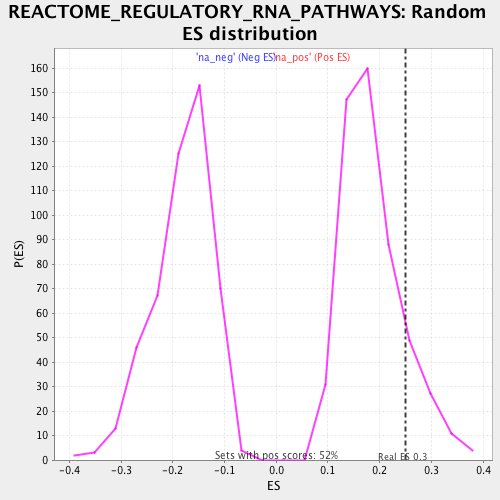 REACTOME_REGULATORY_RNA_PATHWAYS: Random
ES distribution
'na_neg' (Neg ES)
'na_pos' (Pos ES)
160
150
140
130
120
110
100
90
80
70
60
50
40
30
20
10
0
P(ES)
Sets with pos scores: 52%
Real ES 0.3
-0.4 -0.3 -0.2 -0.1 0.0 0.1 0.2 0.3 0.4
ES